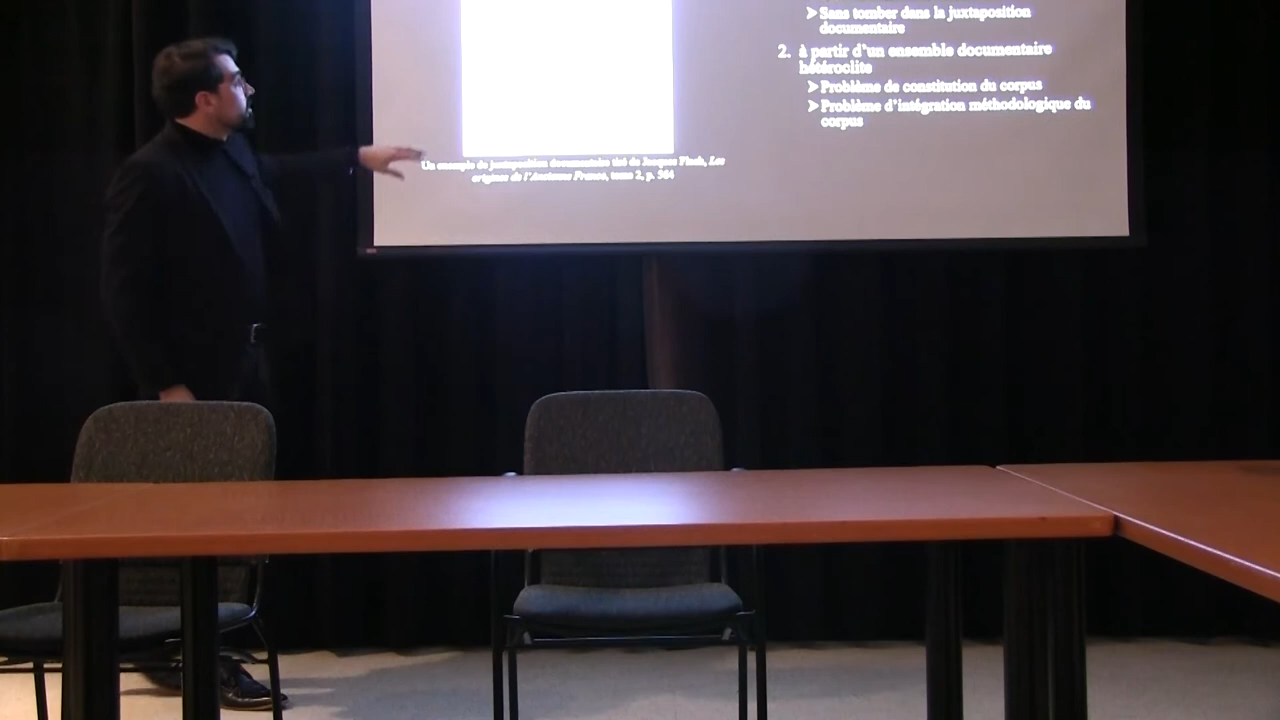 ➢Sans tomber dans la juxtaposition
documentaire
2. à partir d'un ensemble documentaire
hétéroclite
➢Problème de constitution du corpus
➢Problème d'intégration méthodologique du
corpus
Un exemple de juxtaposition documentaire tiré de Jacques Flach, Les
origines de l'Ancienne France, tome 2, p. 564